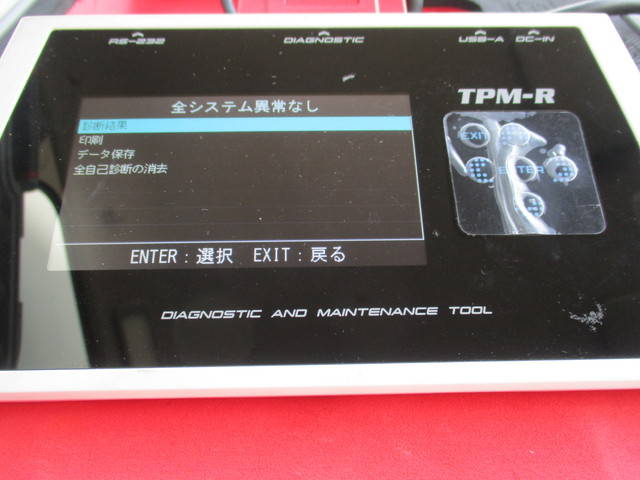 RS-232 DIAGNOSTIC USB-A DC-IN
TPM-R
全システム異常なし
診断結果
印刷
データ保存
全自己診断の消去
ENTER：選択 EXIT：戻る
EXIT
ENTER
DIAGNOSTIC AND MAINTENANCE TOOL